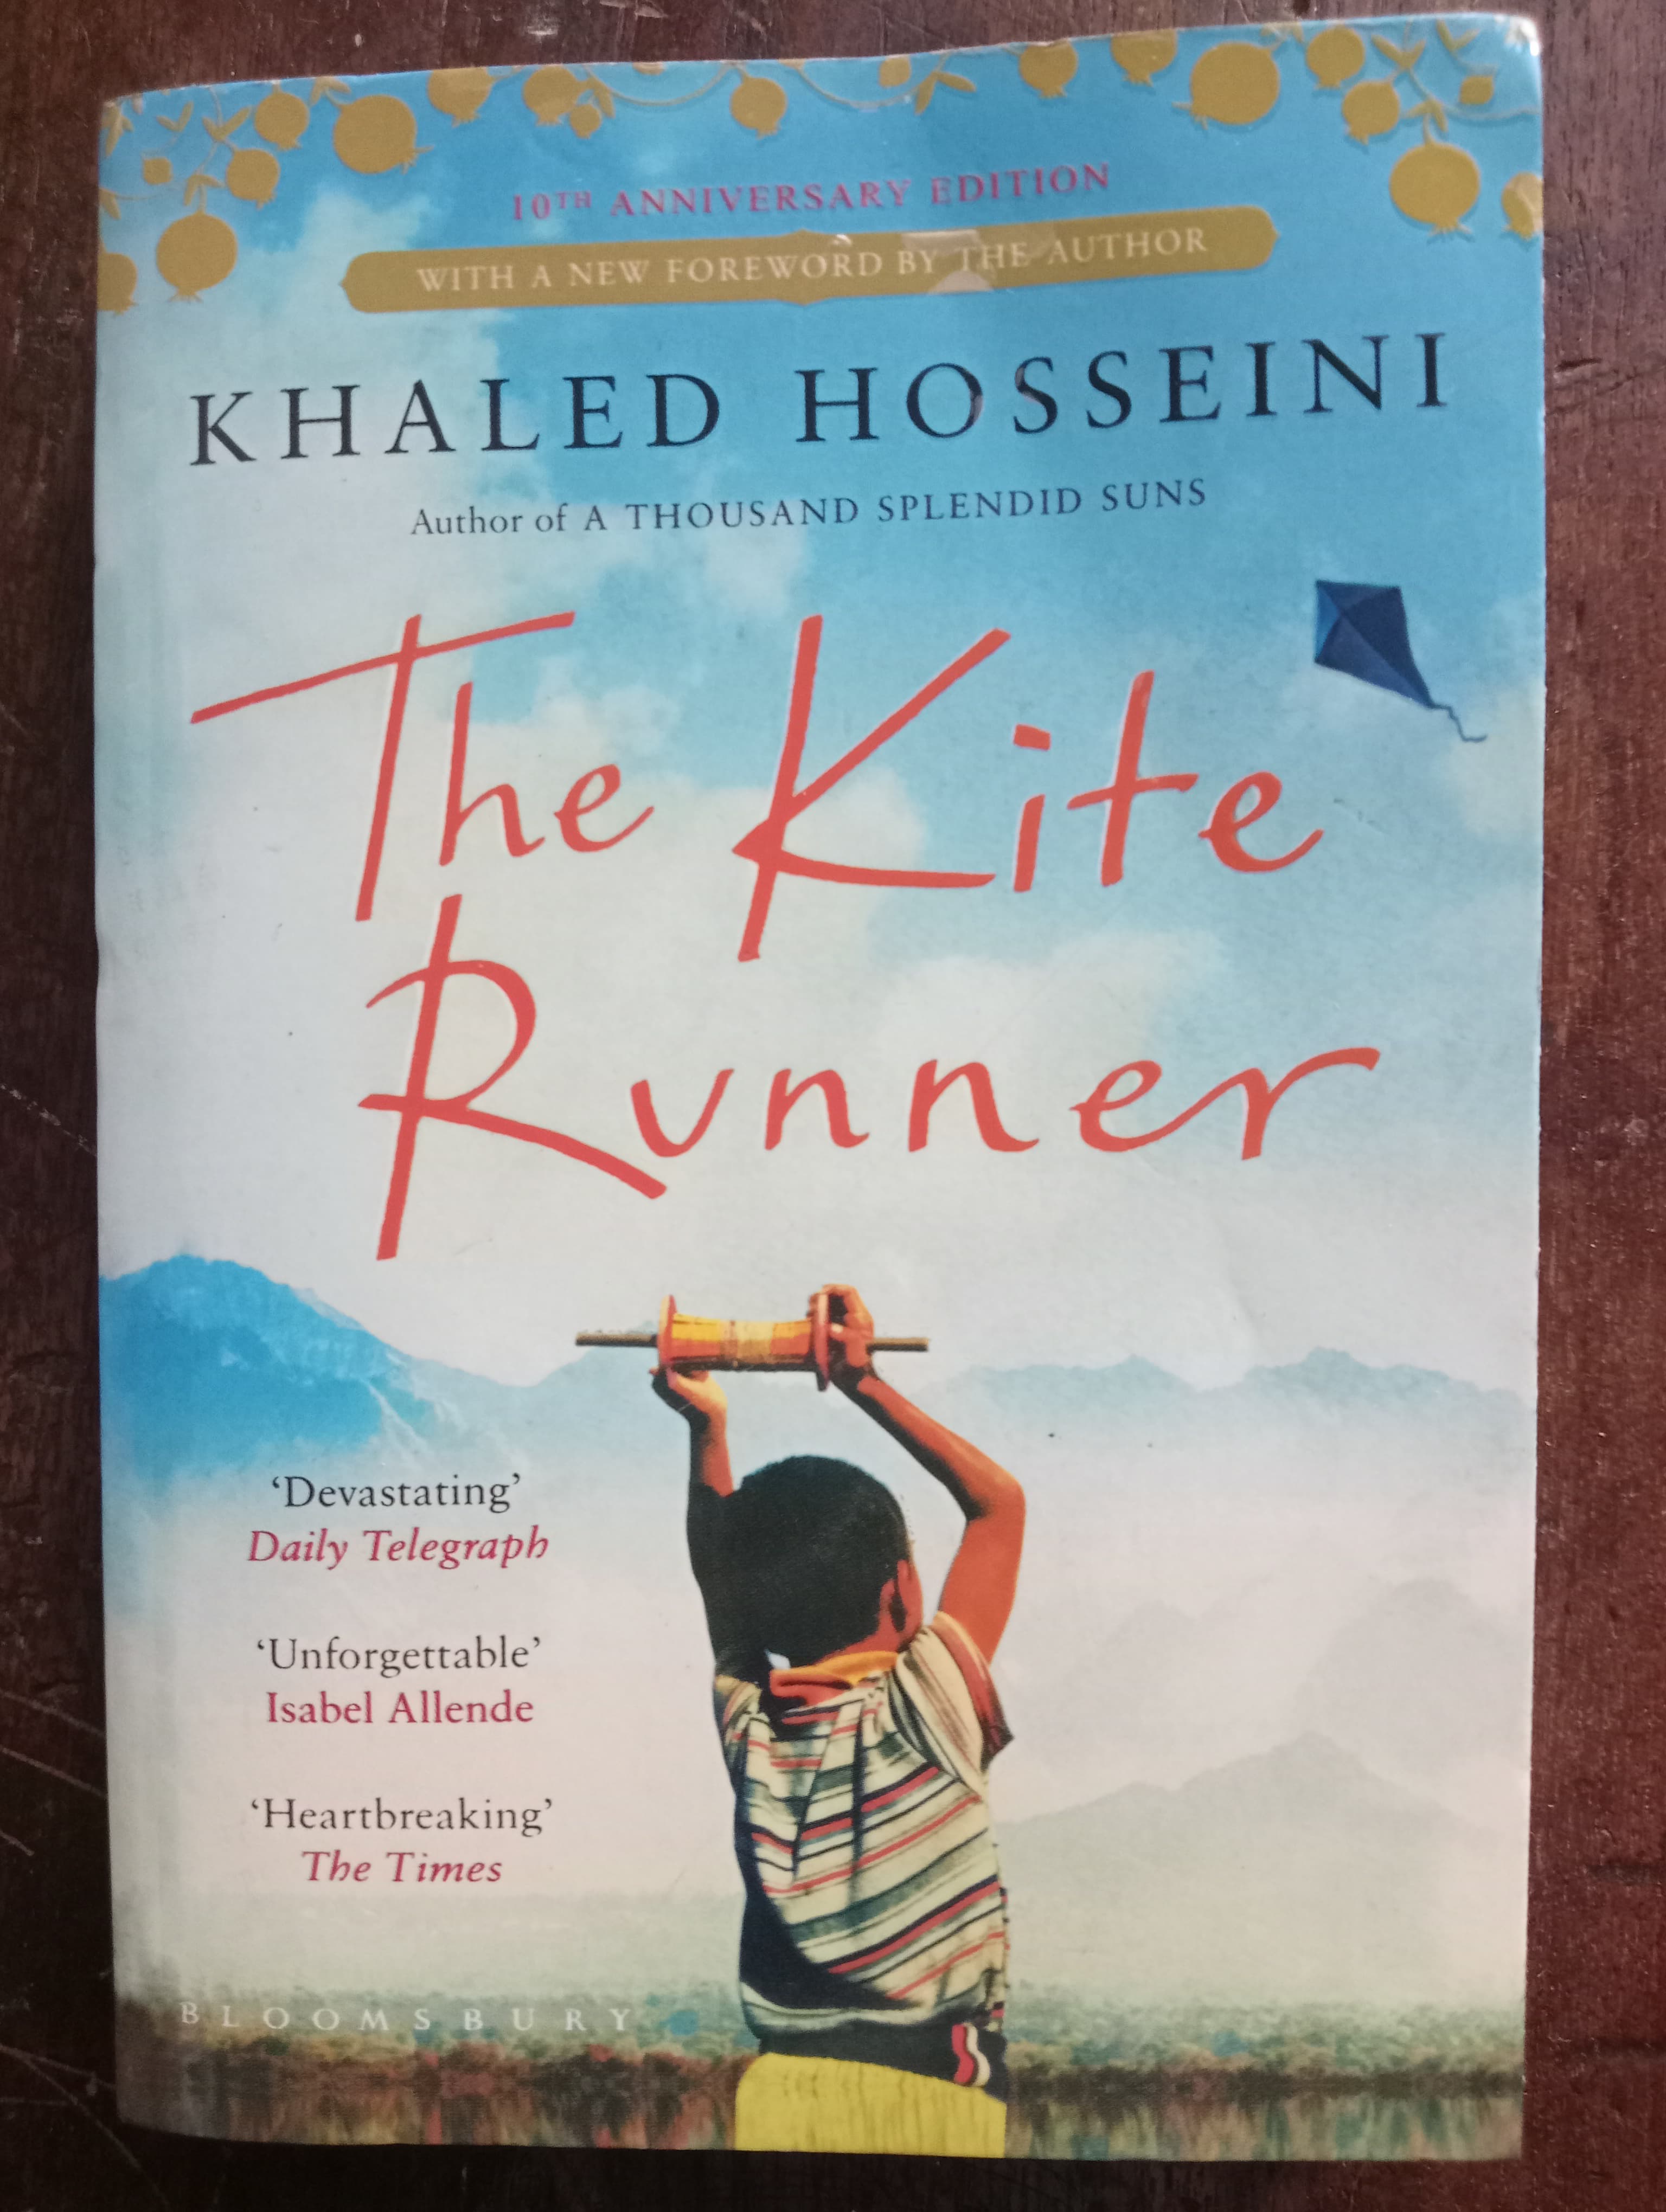 10TH ANNIVERSARY EDITION
WITH A NEW FOREWORD BY THE AUTHOR
KHALED HOSSEINI
Author of A THOUSAND SPLENDID SUNS
The Kite
Runner
‘Devastating’
Daily Telegraph
‘Unforgettable’
Isabel Allende
‘Heartbreaking’
The Times
BLOOMSBURY